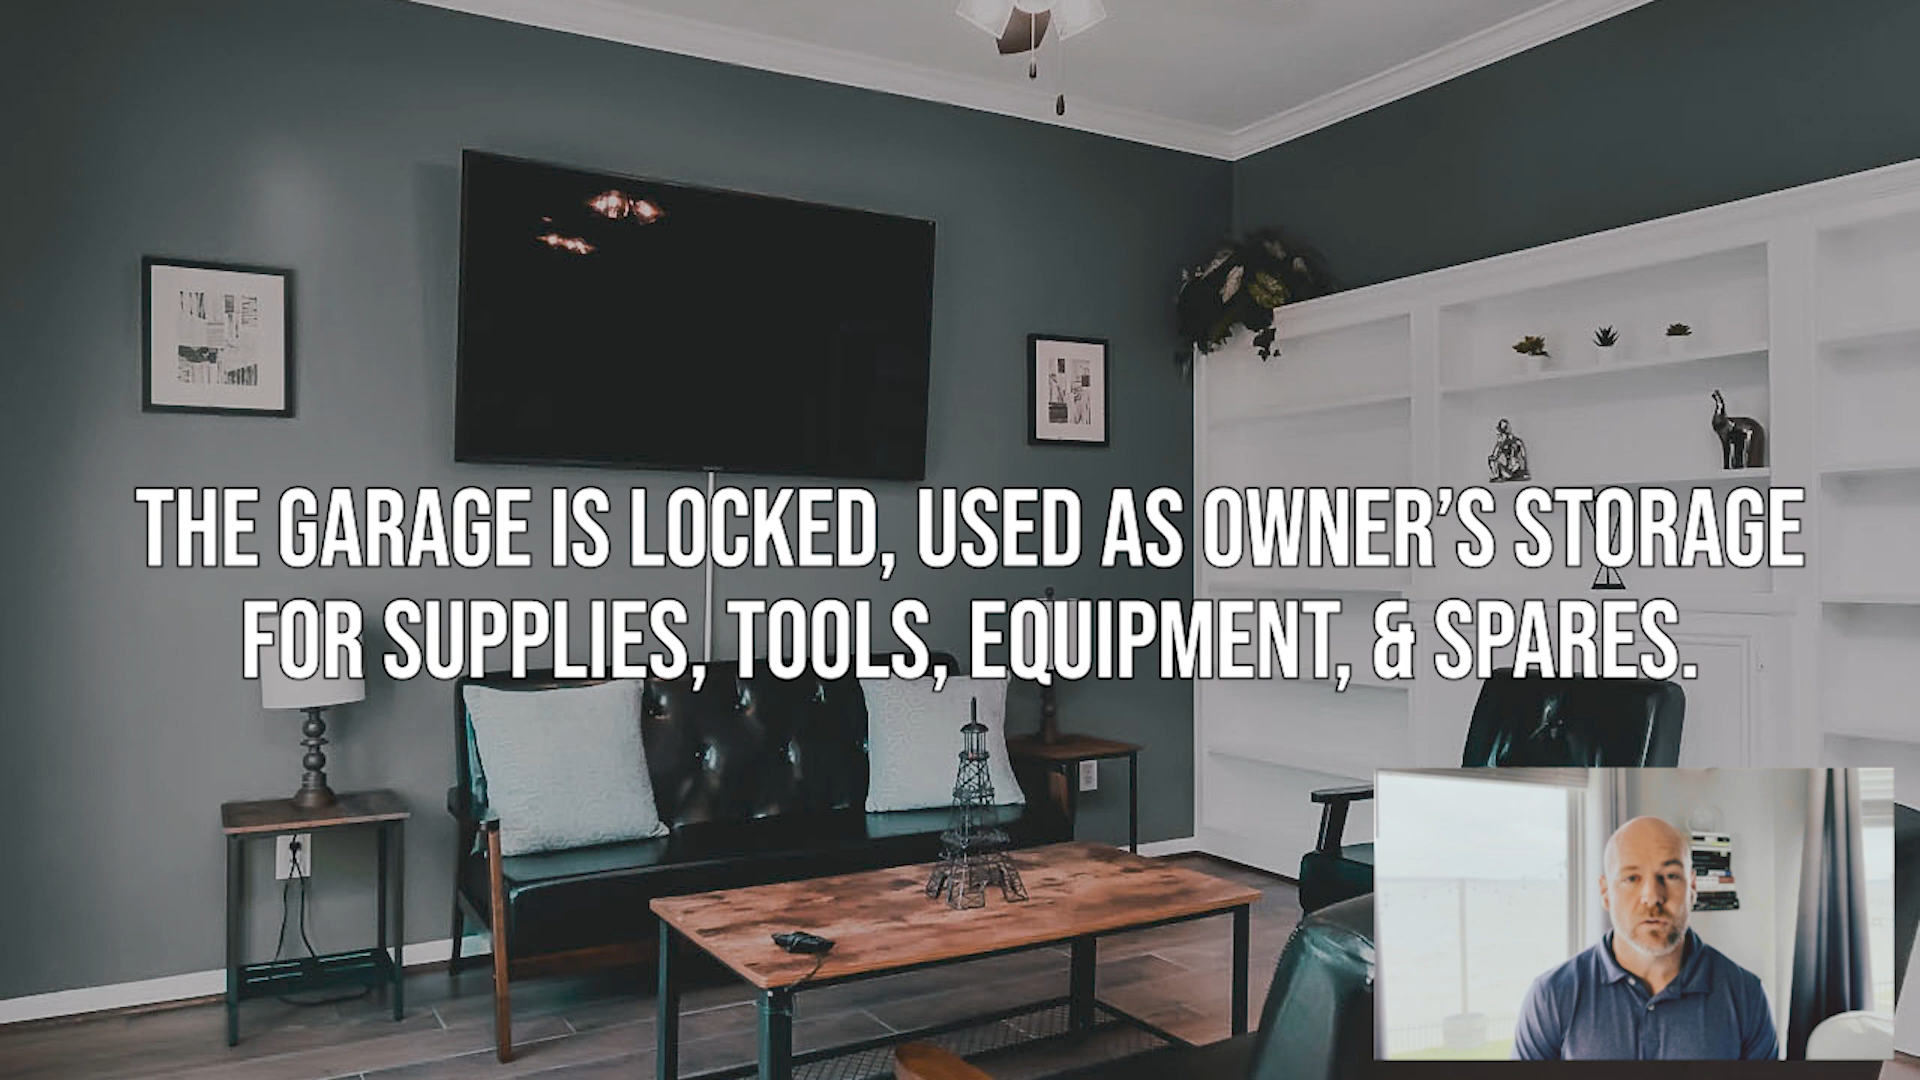 THE GARAGE IS LOCKED, USED AS OWNER’S STORAGE
FOR SUPPLIES, TOOLS, EQUIPMENT, & SPARES.